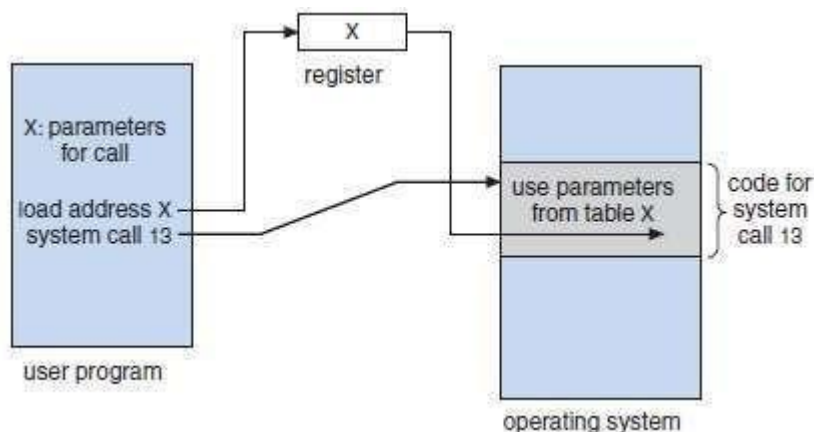 X
register
X: parameters
for call
load address X
system call 13
user program
use parameters
from table X
operating system
code for
system
call 13